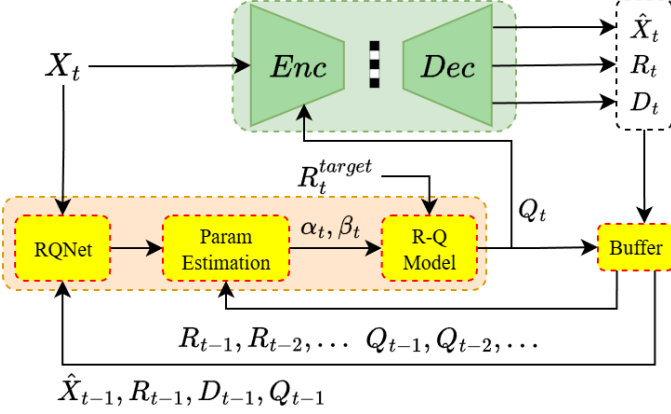 X_t
Enc
Dec
X̂_t
R_t
D_t
R_t^{target}
Q_t
RQNet
Param
Estimation
α_t, β_t
R-Q
Model
Buffer
R_{t-1}, R_{t-2}, … Q_{t-1}, Q_{t-2}, …
X̂_{t-1}, R_{t-1}, D_{t-1}, Q_{t-1}